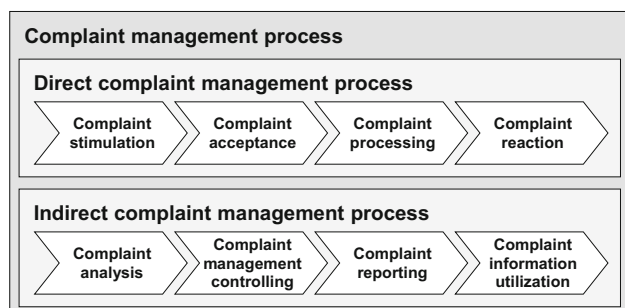 Complaint management process
Direct complaint management process
Complaint
stimulation
Complaint
acceptance
Complaint
processing
Complaint
reaction
Indirect complaint management process
Complaint
analysis
Complaint
management
controlling
Complaint
reporting
Complaint
information
utilization